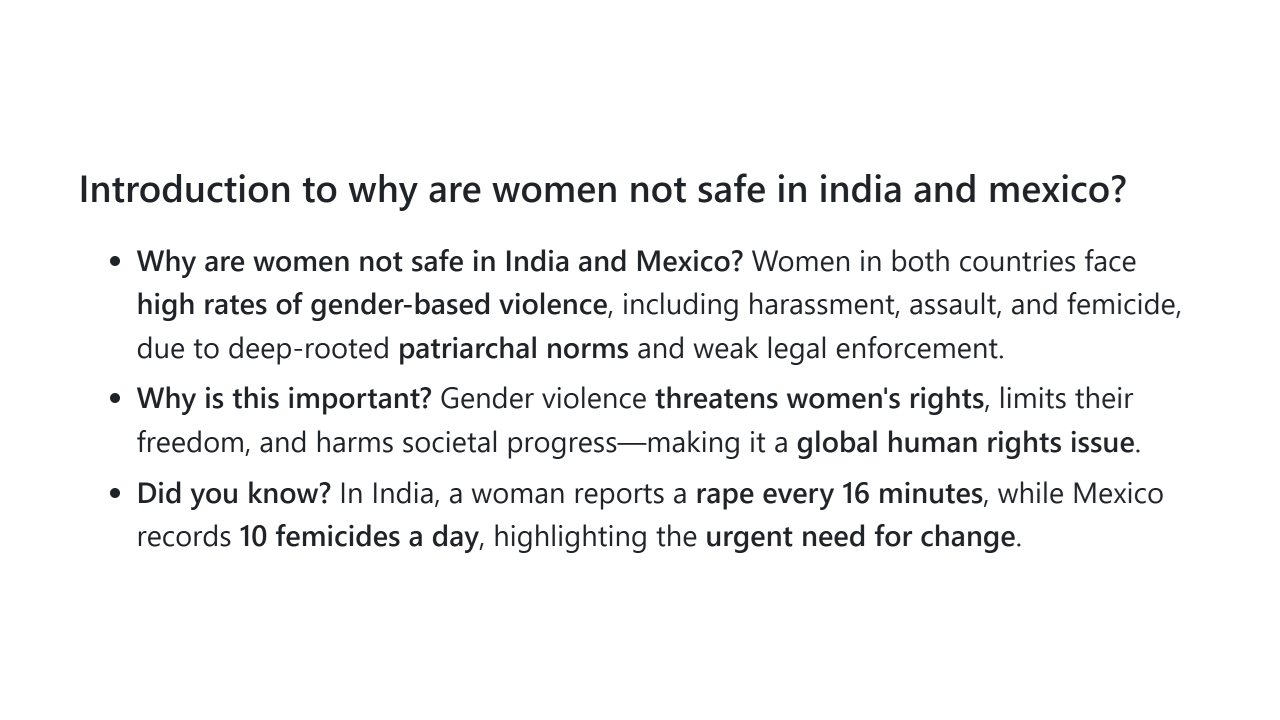 Introduction to why are women not safe in india and mexico?
• Why are women not safe in India and Mexico? Women in both countries face
high rates of gender-based violence, including harassment, assault, and femicide,
due to deep-rooted patriarchal norms and weak legal enforcement.
• Why is this important? Gender violence threatens women's rights, limits their
freedom, and harms societal progress—making it a global human rights issue.
• Did you know? In India, a woman reports a rape every 16 minutes, while Mexico
records 10 femicides a day, highlighting the urgent need for change.